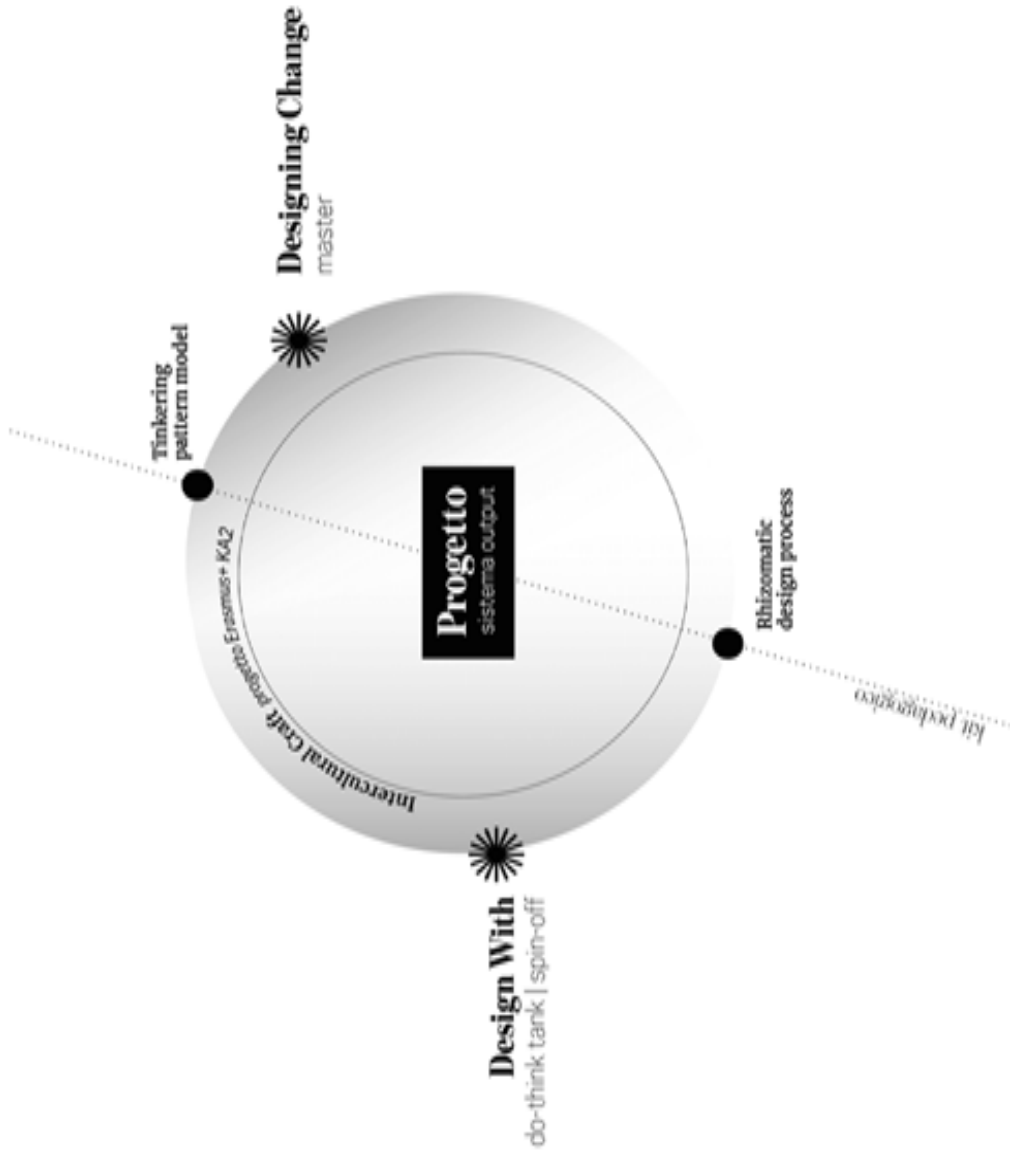 Tinkering
pattern model
Designing Change
master
Intercultural Craft progetto Erasmus+ KA2
Progetto
sistema output
Design With
do-think tank | spin-off
Rhizomatic
design process
kit pedagogico